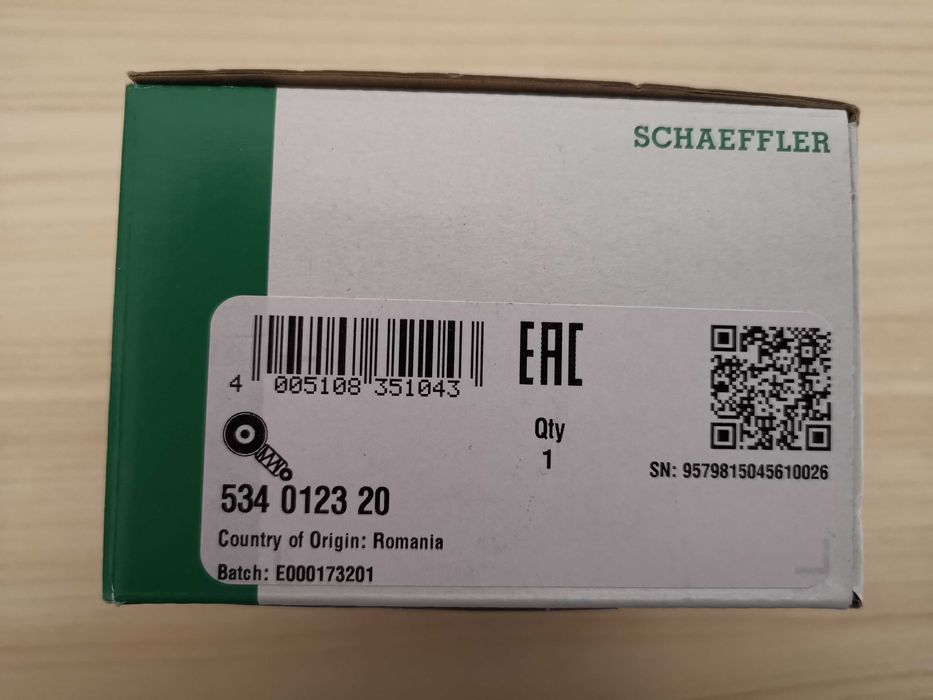 SCHAEFFLER
4 005108 351043
EAC
Qty
1
SN: 9579815045610026
534 0123 20
Country of Origin: Romania
Batch: E000173201